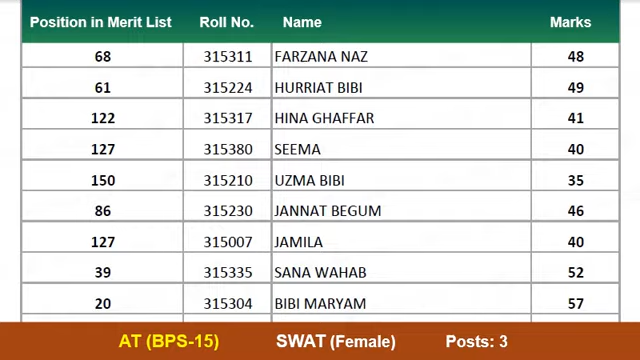 Position in Merit List Roll No. Name Marks
68 315311 FARZANA NAZ 48
61 315224 HURRIAT BIBI 49
122 315317 HINA GHAFFAR 41
127 315380 SEEMA 40
150 315210 UZMA BIBI 35
86 315230 JANNAT BEGUM 46
127 315007 JAMILA 40
39 315335 SANA WAHAB 52
20 315304 BIBI MARYAM 57
AT (BPS-15) SWAT (Female) Posts: 3